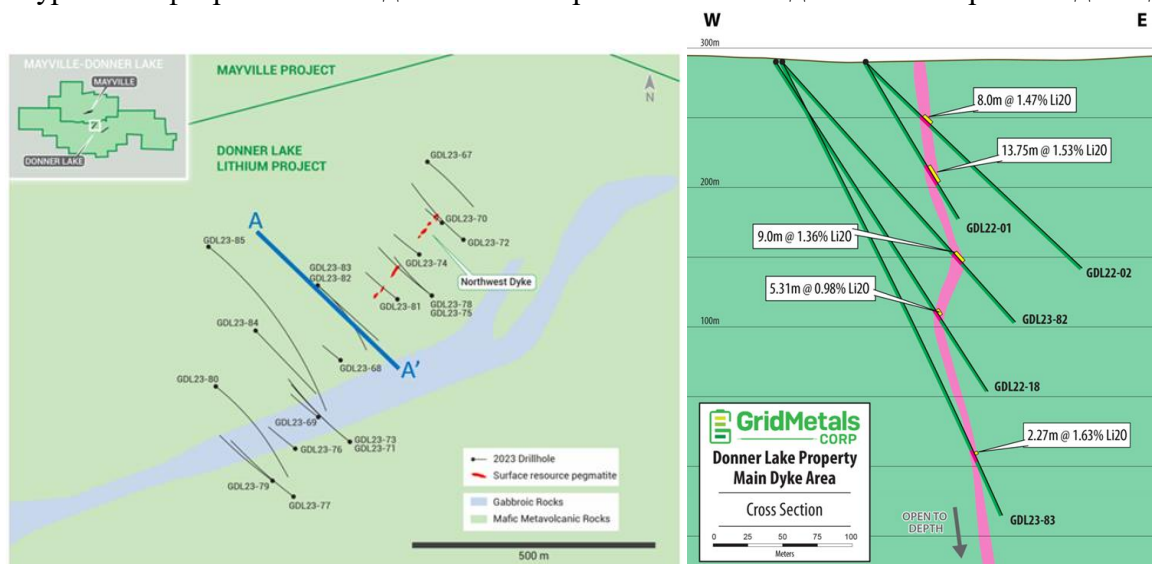 MAYVILLE-DONNER LAKE
MAYVILLE
DONNER LAKE
MAYVILLE PROJECT
N
DONNER LAKE
LITHIUM PROJECT
GDL23-67
GDL23-70
GDL23-72
GDL23-74
Northwest Dyke
A
GDL23-85
GDL23-83
GDL23-82
GDL23-81
GDL23-78
GDL23-75
GDL23-84
A'
GDL23-68
GDL23-80
GDL23-69
GDL23-73
GDL23-71
GDL23-76
GDL23-79
GDL23-77
2023 Drillhole
Surface resource pegmatite
Gabbroic Rocks
Mafic Metavolcanic Rocks
500 m
W
E
300m
8.0m @ 1.47% Li2O
13.75m @ 1.53% Li2O
200m
GDL22-01
9.0m @ 1.36% Li2O
GDL22-02
5.31m @ 0.98% Li2O
GDL23-82
100m
GDL22-18
2.27m @ 1.63% Li2O
GDL23-83
OPEN TO
DEPTH
GridMetals
CORP
Donner Lake Property
Main Dyke Area
Cross Section
0 25 50 75 100
Meters